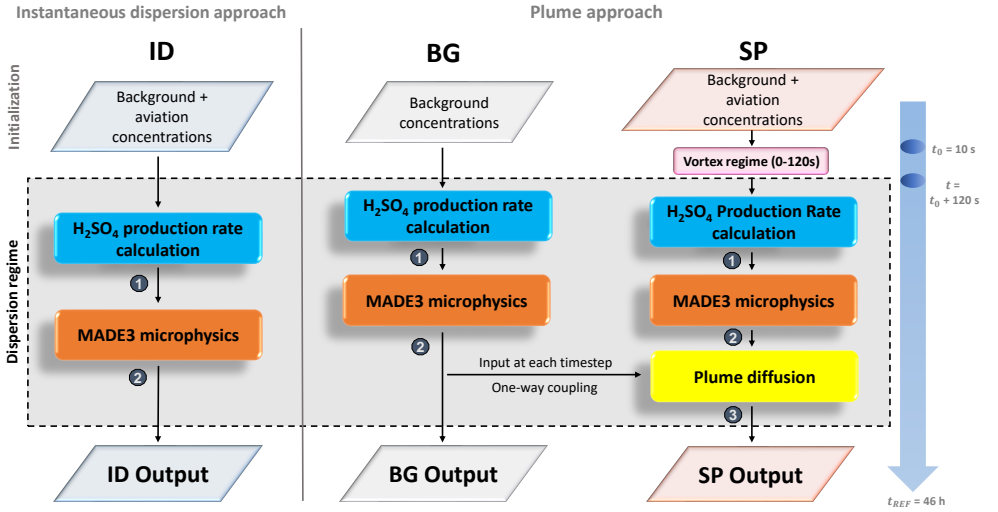 Instantaneous dispersion approach
Plume approach
ID
BG
SP
Initialization
Background +
aviation
concentrations
Background
concentrations
Background +
aviation
concentrations
Vortex regime (0-120s)
t₀ = 10 s
t =
t₀ + 120 s
Dispersion regime
H₂SO₄ production rate
calculation
1
MADE3 microphysics
2
H₂SO₄ production rate
calculation
1
MADE3 microphysics
2
Input at each timestep
One-way coupling
H₂SO₄ Production Rate
calculation
1
MADE3 microphysics
2
Plume diffusion
3
ID Output
BG Output
SP Output
t_REF = 46 h